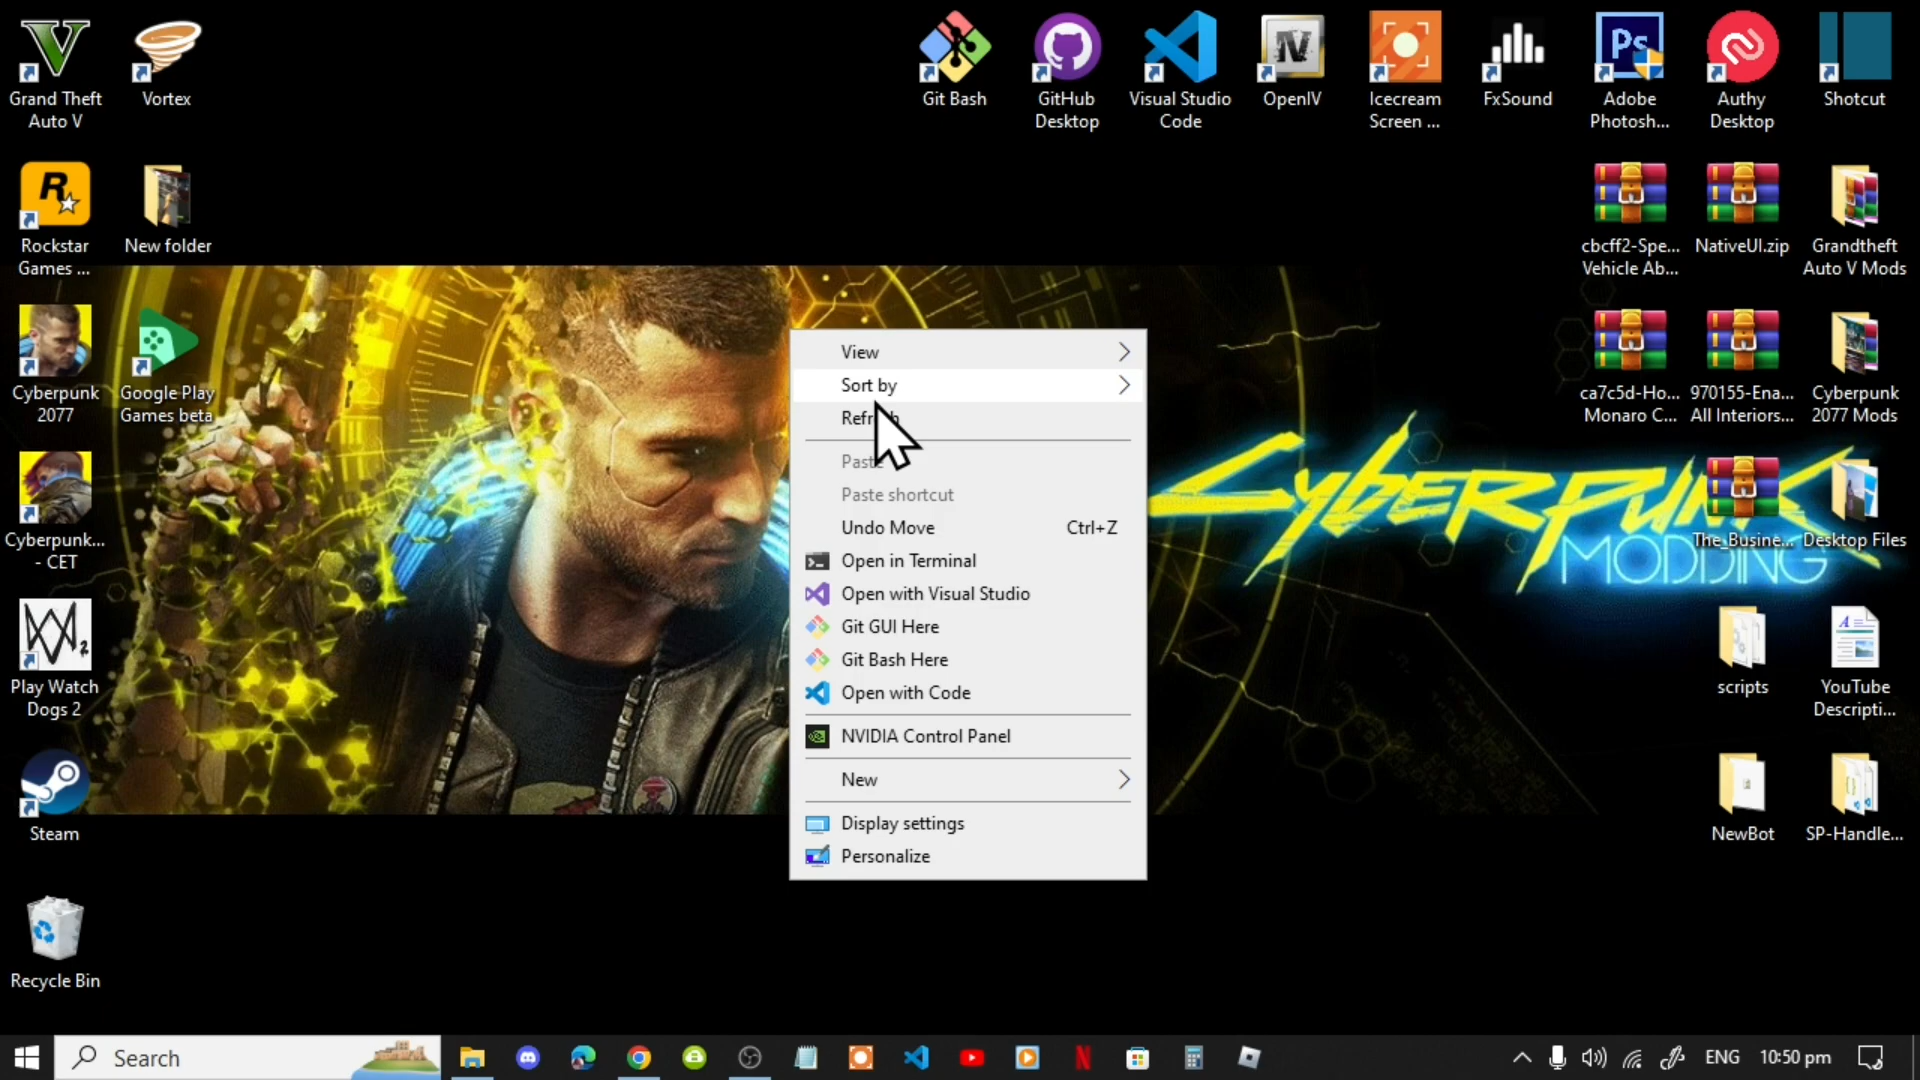 Grand Theft
Auto V
Vortex
Git Bash
GitHub
Desktop
Visual Studio
Code
OpenIV
Icecream
Screen ...
FxSound
Ps
Adobe
Photosh...
Authy
Desktop
Shotcut
Rockstar
Games ...
New folder
cbcff2-Spe...
Vehicle Ab...
NativeUI.zip
Grandtheft
Auto V Mods
Cyberpunk
2077
Google Play
Games beta
ca7c5d-Ho...
Monaro C...
970155-Ena...
All Interiors...
Cyberpunk
2077 Mods
Cyberpunk...
- CET
CYBERPUNK
MODDING
The_Busine...
Desktop Files
Play Watch
Dogs 2
scripts
YouTube
Descripti...
Steam
NewBot
SP-Handle...
Recycle Bin
View
Sort by
Refresh
Paste
Paste shortcut
Undo Move Ctrl+Z
Open in Terminal
Open with Visual Studio
Git GUI Here
Git Bash Here
Open with Code
NVIDIA Control Panel
New
Display settings
Personalize
Search
ENG
10:50 pm